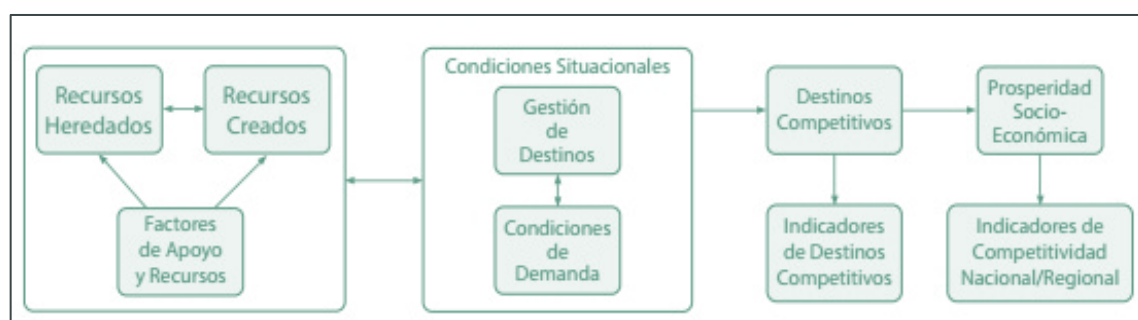 Recursos
Heredados
Recursos
Creados
Factores
de Apoyo
y Recursos
Condiciones Situacionales
Gestión
de
Destinos
Condiciones
de
Demanda
Destinos
Competitivos
Indicadores
de Destinos
Competitivos
Prosperidad
Socio-
Económica
Indicadores de
Competitividad
Nacional/Regional